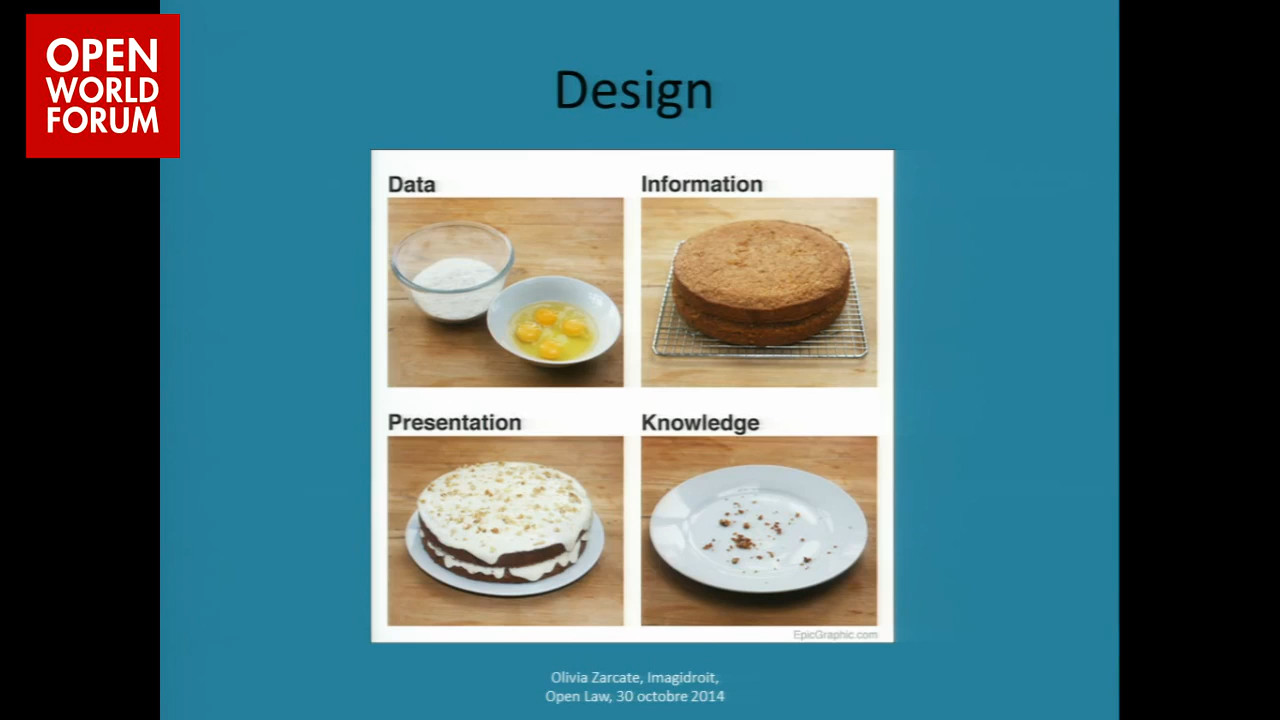 OPEN
WORLD
FORUM
Design
Data
Information
Presentation
Knowledge
EpicGraphic.com
Olivia Zarcate, Imagidroit,
Open Law, 30 octobre 2014